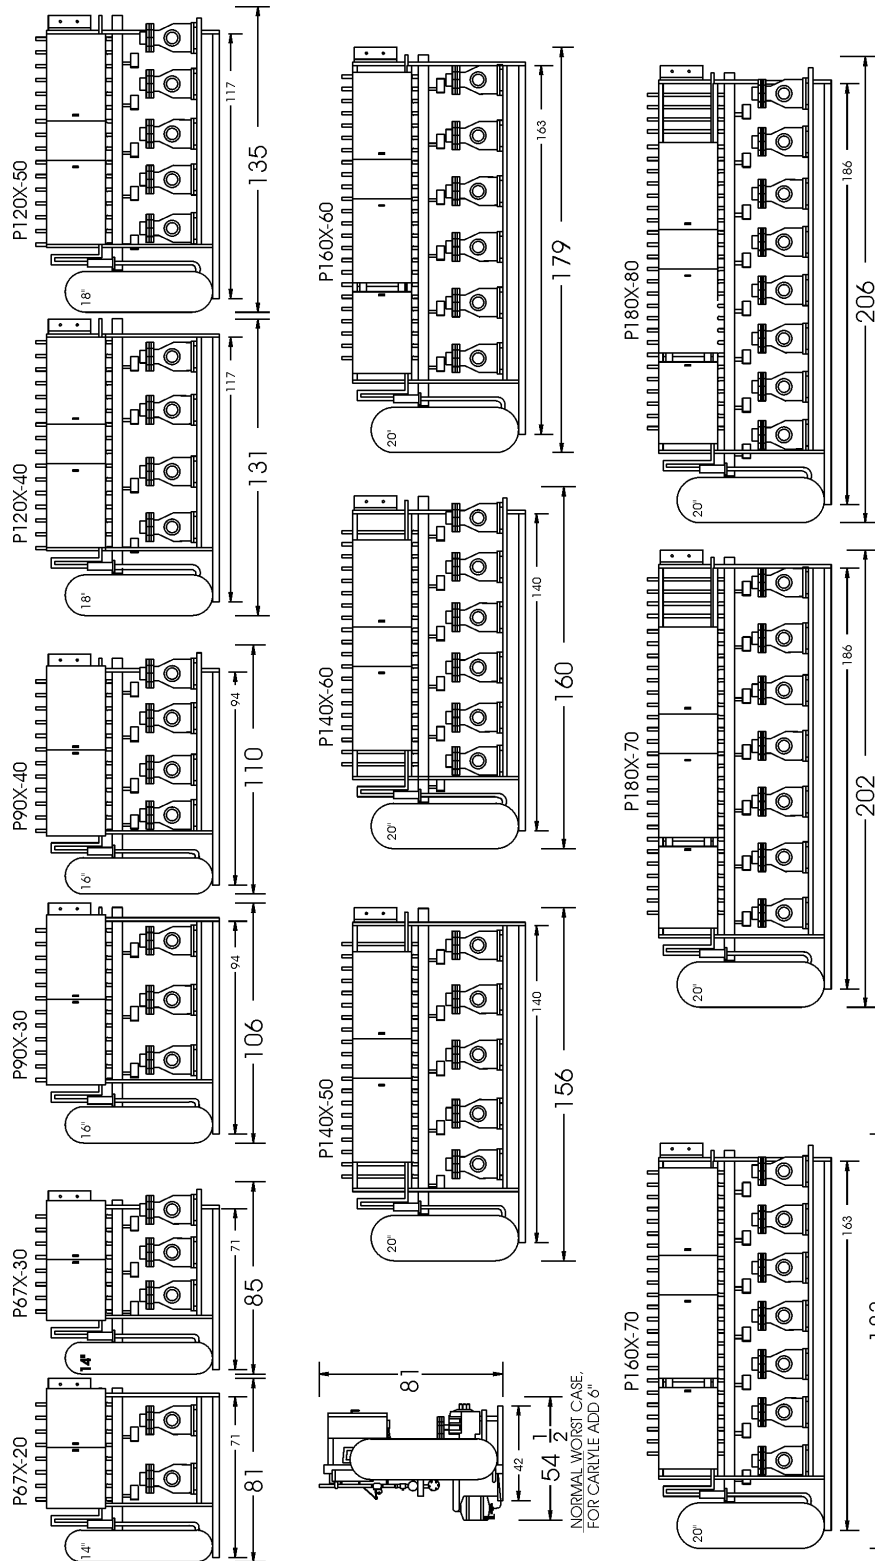 P67X-20
14"
71
81
P67X-30
14"
71
85
P90X-30
16"
94
106
P90X-40
16"
94
110
P120X-40
18"
117
131
P120X-50
18"
117
135
81
42
54 1/2
NORMAL WORST CASE,
FOR CARLYLE ADD 6"
P140X-50
20"
140
156
P140X-60
20"
140
160
P160X-60
20"
163
179
P160X-70
20"
163
P180X-70
20"
186
202
P180X-80
20"
186
206